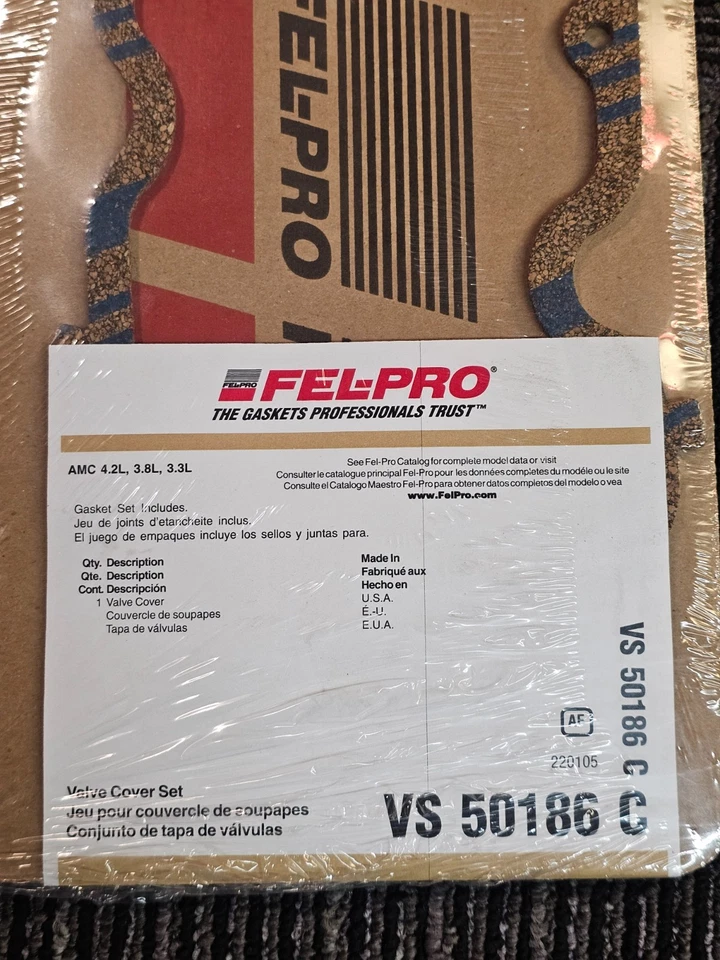 FEL-PRO
FEL-PRO
FEL-PRO®
THE GASKETS PROFESSIONALS TRUST™
AMC 4.2L, 3.8L, 3.3L
See Fel-Pro Catalog for complete model data or visit
Consulter le catalogue principal Fel-Pro pour les données completes du modéle ou le site
Consulte el Catalogo Maestro Fel-Pro para obtener datos completos del modelo o vea
www.FelPro.com
Gasket Set Includes.
Jeu de joints d'etancheite inclus.
El juego de empaques incluye los sellos y juntas para.
Qty. Description
Qte. Description
Cont. Descripción
1 Valve Cover
Couvercle de soupapes
Tapa de válvulas
Made In
Fabriqué aux
Hecho en
U.S.A.
É.-U.
E.U.A.
VS 50186 C
AF
220105
Valve Cover Set
Jeu pour couvercle de soupapes
Conjunto de tapa de válvulas
VS 50186 C